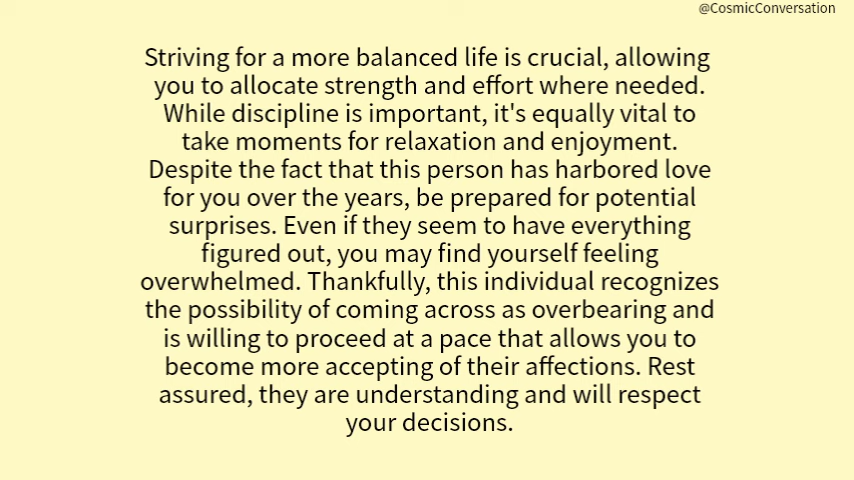 @CosmicConversation
Striving for a more balanced life is crucial, allowing
you to allocate strength and effort where needed.
While discipline is important, it's equally vital to
take moments for relaxation and enjoyment.
Despite the fact that this person has harbored love
for you over the years, be prepared for potential
surprises. Even if they seem to have everything
figured out, you may find yourself feeling
overwhelmed. Thankfully, this individual recognizes
the possibility of coming across as overbearing and
is willing to proceed at a pace that allows you to
become more accepting of their affections. Rest
assured, they are understanding and will respect
your decisions.